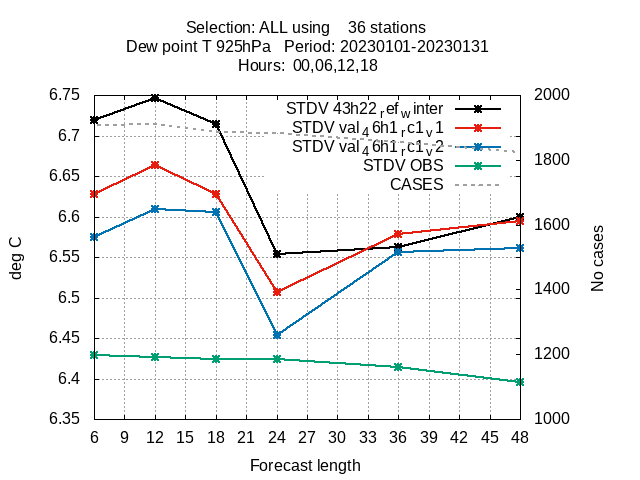 Selection: ALL using    36 stations
Dew point T 925hPa   Period: 20230101-20230131
Hours:  00,06,12,18
6.75
6.7
6.65
6.6
6.55
6.5
6.45
6.4
6.35
deg C
STDV 43h22_ref_winter
STDV val_46h1_rc1_v1
STDV val_46h1_rc1_v2
STDV OBS
CASES
2000
1800
1600
1400
1200
1000
No cases
6 9 12 15 18 21 24 27 30 33 36 39 42 45 48
Forecast length